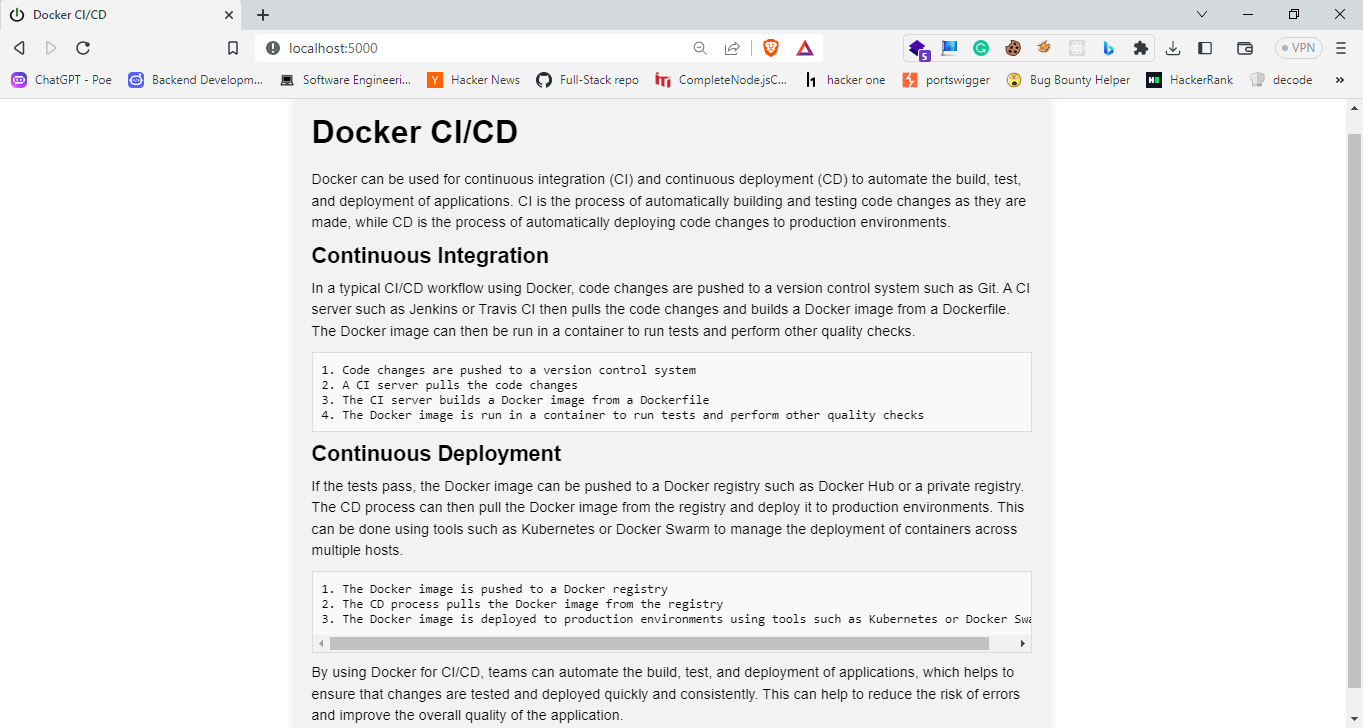 Docker CI/CD
localhost:5000
5
VPN
ChatGPT - Poe
Backend Developm...
Software Engineeri...
Y
Hacker News
Full-Stack repo
CompleteNode.jsC...
hacker one
portswigger
Bug Bounty Helper
HackerRank
decode
»
Docker CI/CD
Docker can be used for continuous integration (CI) and continuous deployment (CD) to automate the build, test,
and deployment of applications. CI is the process of automatically building and testing code changes as they are
made, while CD is the process of automatically deploying code changes to production environments.
Continuous Integration
In a typical CI/CD workflow using Docker, code changes are pushed to a version control system such as Git. A CI
server such as Jenkins or Travis CI then pulls the code changes and builds a Docker image from a Dockerfile.
The Docker image can then be run in a container to run tests and perform other quality checks.
1. Code changes are pushed to a version control system
2. A CI server pulls the code changes
3. The CI server builds a Docker image from a Dockerfile
4. The Docker image is run in a container to run tests and perform other quality checks
Continuous Deployment
If the tests pass, the Docker image can be pushed to a Docker registry such as Docker Hub or a private registry.
The CD process can then pull the Docker image from the registry and deploy it to production environments. This
can be done using tools such as Kubernetes or Docker Swarm to manage the deployment of containers across
multiple hosts.
1. The Docker image is pushed to a Docker registry
2. The CD process pulls the Docker image from the registry
3. The Docker image is deployed to production environments using tools such as Kubernetes or Docker Swa
By using Docker for CI/CD, teams can automate the build, test, and deployment of applications, which helps to
ensure that changes are tested and deployed quickly and consistently. This can help to reduce the risk of errors
and improve the overall quality of the application.